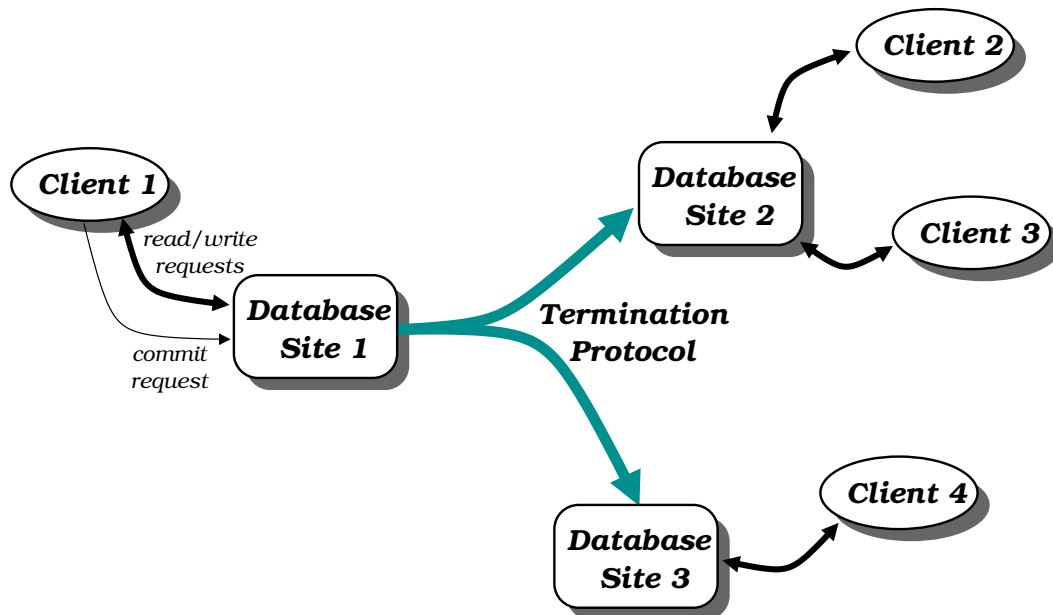 Client 2
Client 1
Database
Site 2
Client 3
read/write
requests
Database
Site 1
Termination
Protocol
commit
request
Client 4
Database
Site 3